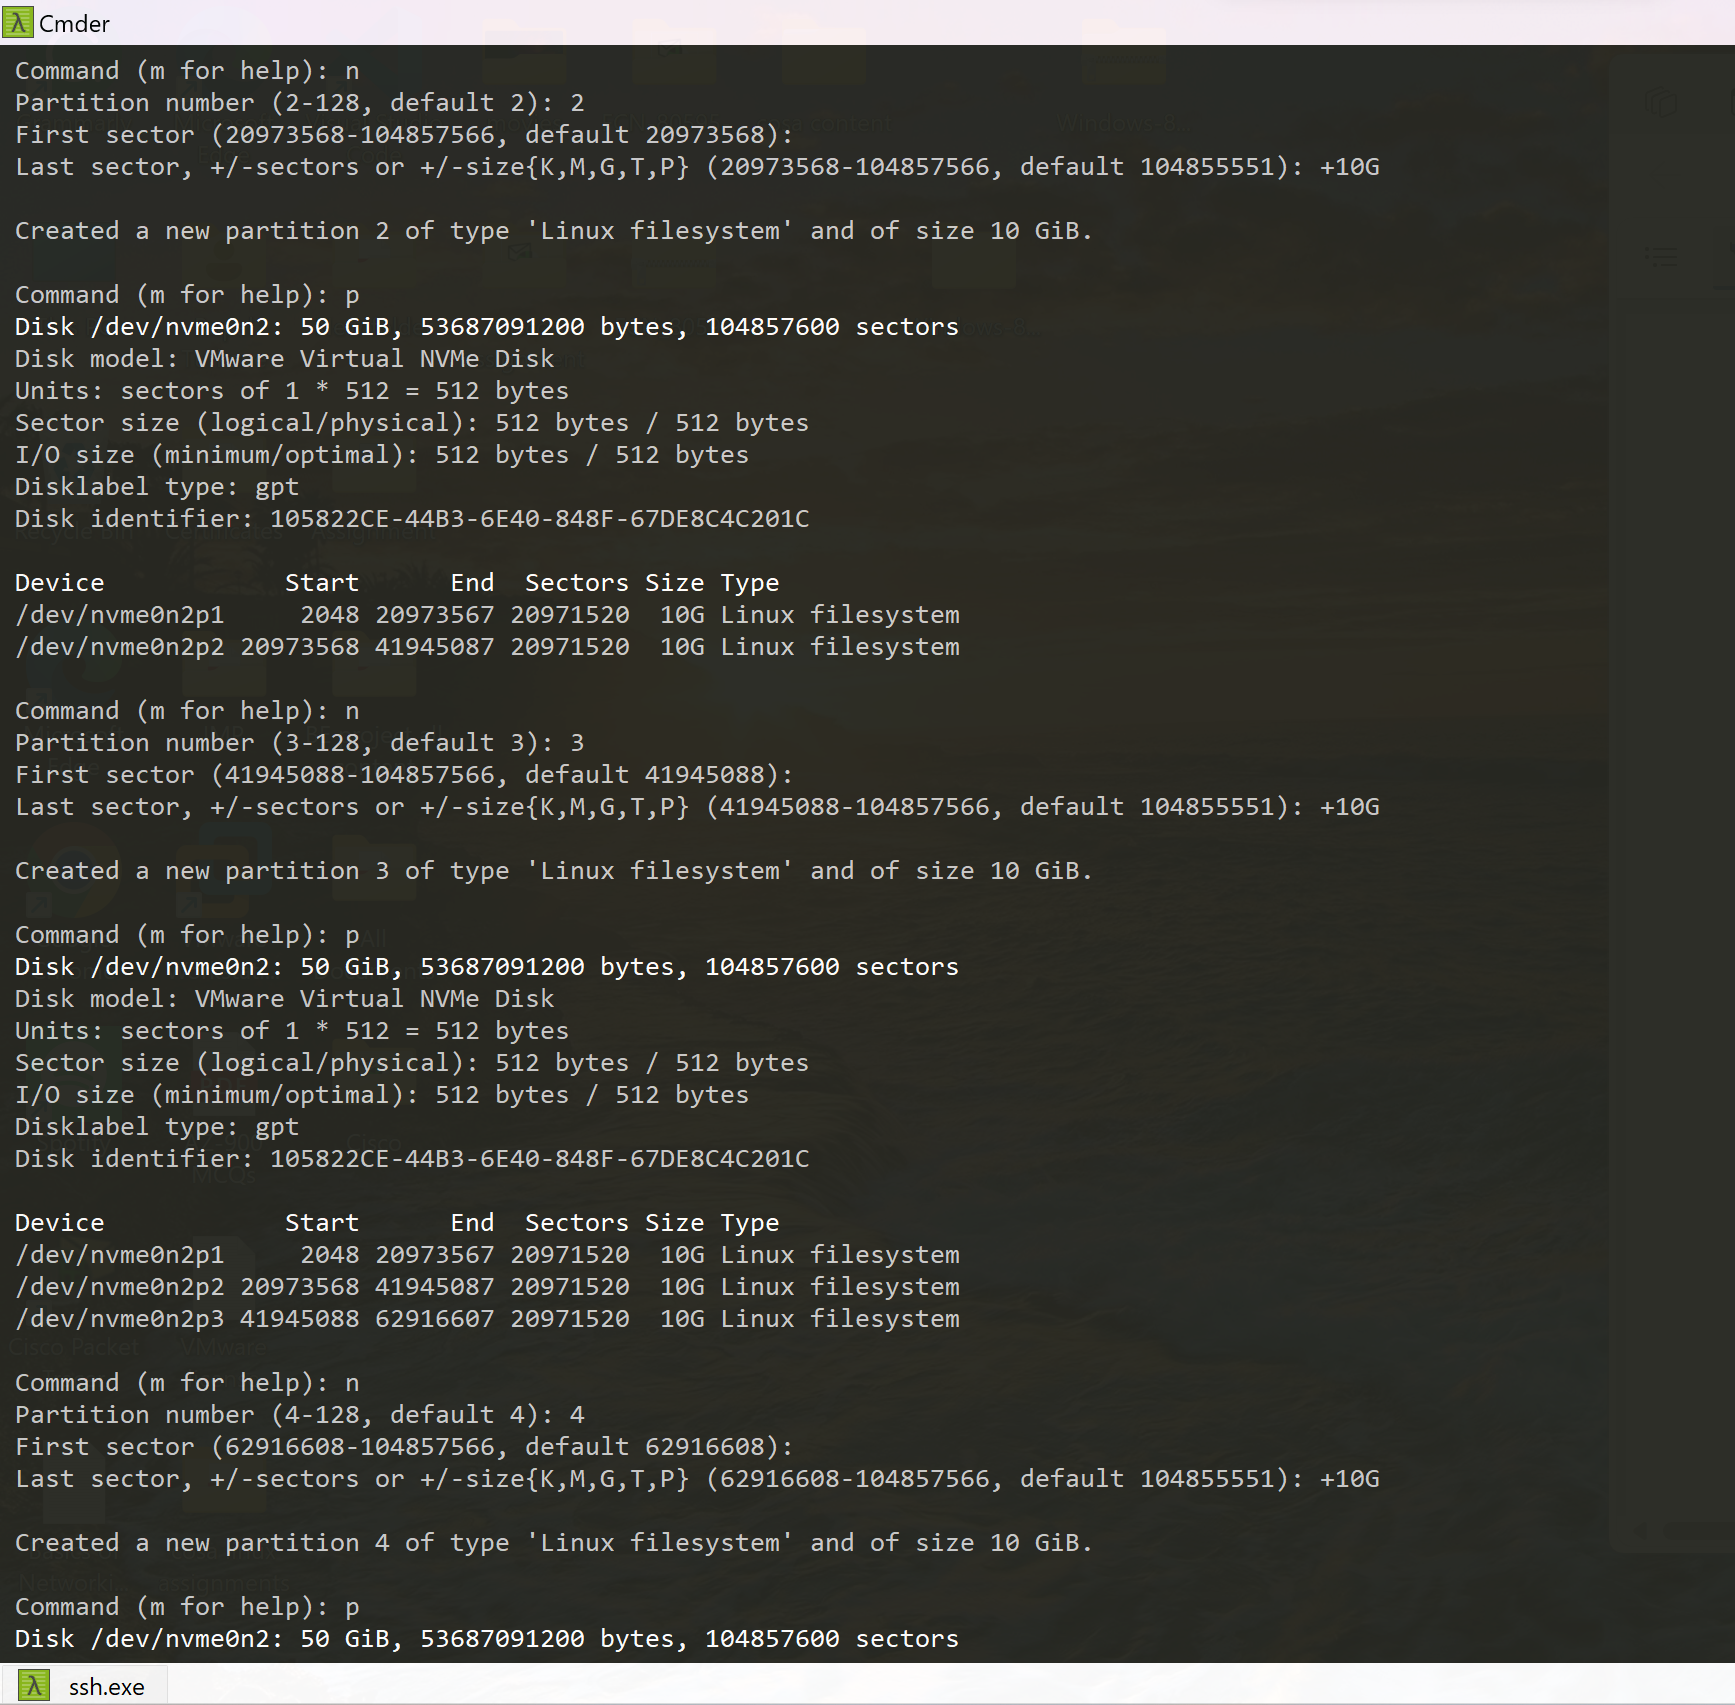 Cmder
Command (m for help): n
Partition number (2-128, default 2): 2
First sector (20973568-104857566, default 20973568):
Last sector, +/-sectors or +/-size{K,M,G,T,P} (20973568-104857566, default 104855551): +10G
Created a new partition 2 of type 'Linux filesystem' and of size 10 GiB.
Command (m for help): p
Disk /dev/nvme0n2: 50 GiB, 53687091200 bytes, 104857600 sectors
Disk model: VMware Virtual NVMe Disk
Units: sectors of 1 * 512 = 512 bytes
Sector size (logical/physical): 512 bytes / 512 bytes
I/O size (minimum/optimal): 512 bytes / 512 bytes
Disklabel type: gpt
Disk identifier: 105822CE-44B3-6E40-848F-67DE8C4C201C
Device Start End Sectors Size Type
/dev/nvme0n2p1 2048 20973567 20971520 10G Linux filesystem
/dev/nvme0n2p2 20973568 41945087 20971520 10G Linux filesystem
Command (m for help): n
Partition number (3-128, default 3): 3
First sector (41945088-104857566, default 41945088):
Last sector, +/-sectors or +/-size{K,M,G,T,P} (41945088-104857566, default 104855551): +10G
Created a new partition 3 of type 'Linux filesystem' and of size 10 GiB.
Command (m for help): p
Disk /dev/nvme0n2: 50 GiB, 53687091200 bytes, 104857600 sectors
Disk model: VMware Virtual NVMe Disk
Units: sectors of 1 * 512 = 512 bytes
Sector size (logical/physical): 512 bytes / 512 bytes
I/O size (minimum/optimal): 512 bytes / 512 bytes
Disklabel type: gpt
Disk identifier: 105822CE-44B3-6E40-848F-67DE8C4C201C
Device Start End Sectors Size Type
/dev/nvme0n2p1 2048 20973567 20971520 10G Linux filesystem
/dev/nvme0n2p2 20973568 41945087 20971520 10G Linux filesystem
/dev/nvme0n2p3 41945088 62916607 20971520 10G Linux filesystem
Command (m for help): n
Partition number (4-128, default 4): 4
First sector (62916608-104857566, default 62916608):
Last sector, +/-sectors or +/-size{K,M,G,T,P} (62916608-104857566, default 104855551): +10G
Created a new partition 4 of type 'Linux filesystem' and of size 10 GiB.
Command (m for help): p
Disk /dev/nvme0n2: 50 GiB, 53687091200 bytes, 104857600 sectors
ssh.exe